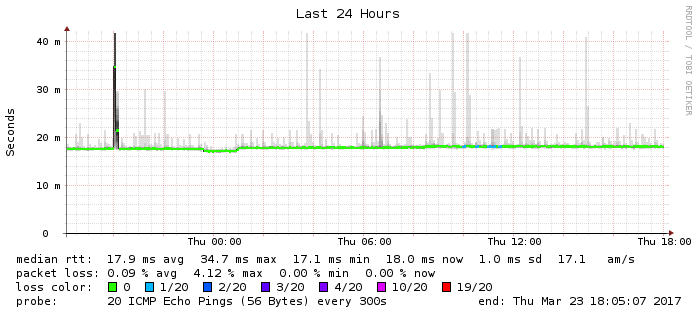 Last 24 Hours
RRDTOOL / TOBI OETIKER
Seconds
40 m
30 m
20 m
10 m
0
Thu 00:00 Thu 06:00 Thu 12:00 Thu 18:00
median rtt: 17.9 ms avg 34.7 ms max 17.1 ms min 18.0 ms now 1.0 ms sd 17.1 am/s
packet loss: 0.09 % avg 4.12 % max 0.00 % min 0.00 % now
loss color: 0 1/20 2/20 3/20 4/20 10/20 19/20
probe: 20 ICMP Echo Pings (56 Bytes) every 300s end: Thu Mar 23 18:05:07 2017